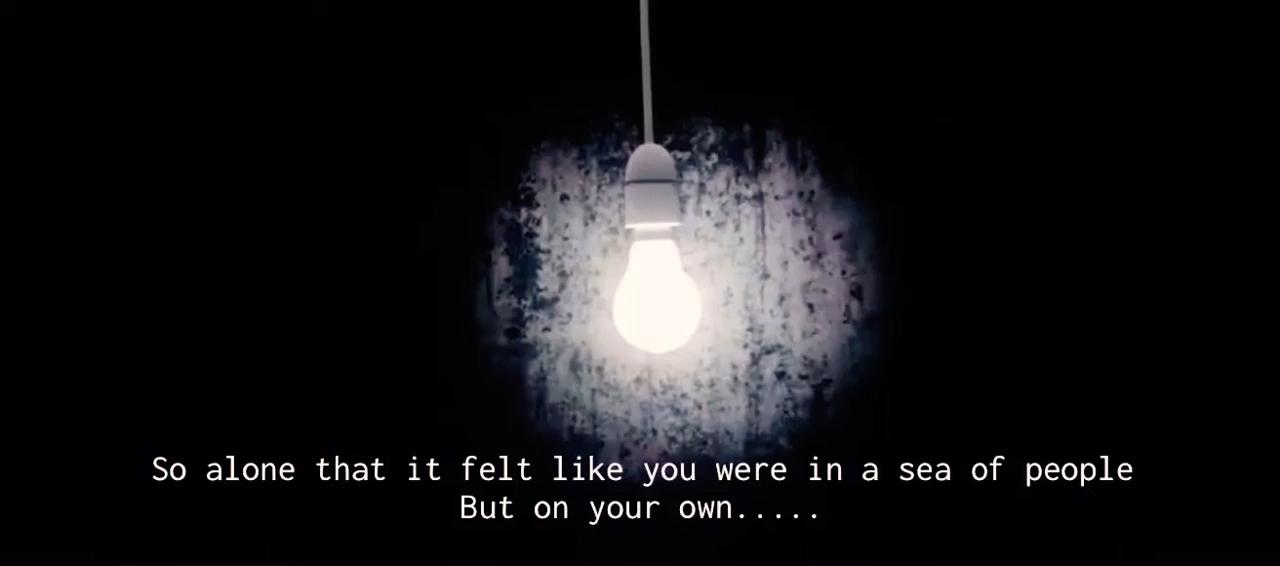 So alone that it felt like you were in a sea of people
But on your own.....